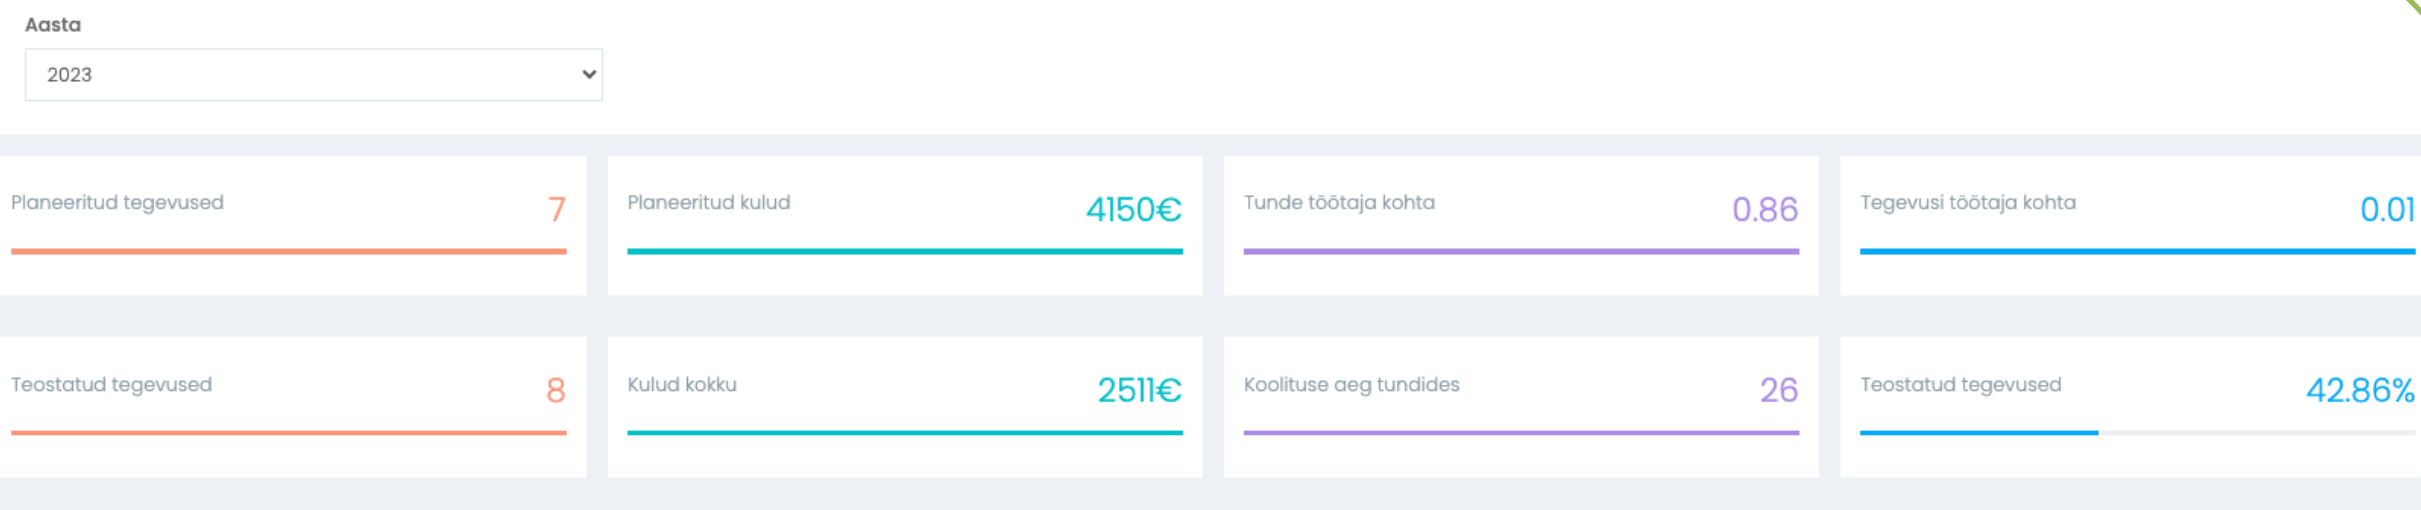 Aasta
2023
Planeeritud tegevused 7
Planeeritud kulud 4150€
Tunde töötaja kohta 0.86
Tegevusi töötaja kohta 0.01
Teostatud tegevused 8
Kulud kokku 2511€
Koolituse aeg tundides 26
Teostatud tegevused 42.86%